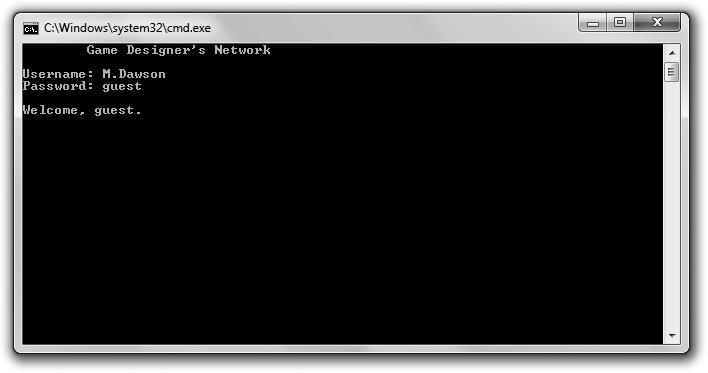 C:\Windows\system32\cmd.exe
Game Designer's Network
Username: M.Dawson
Password: guest
Welcome, guest.